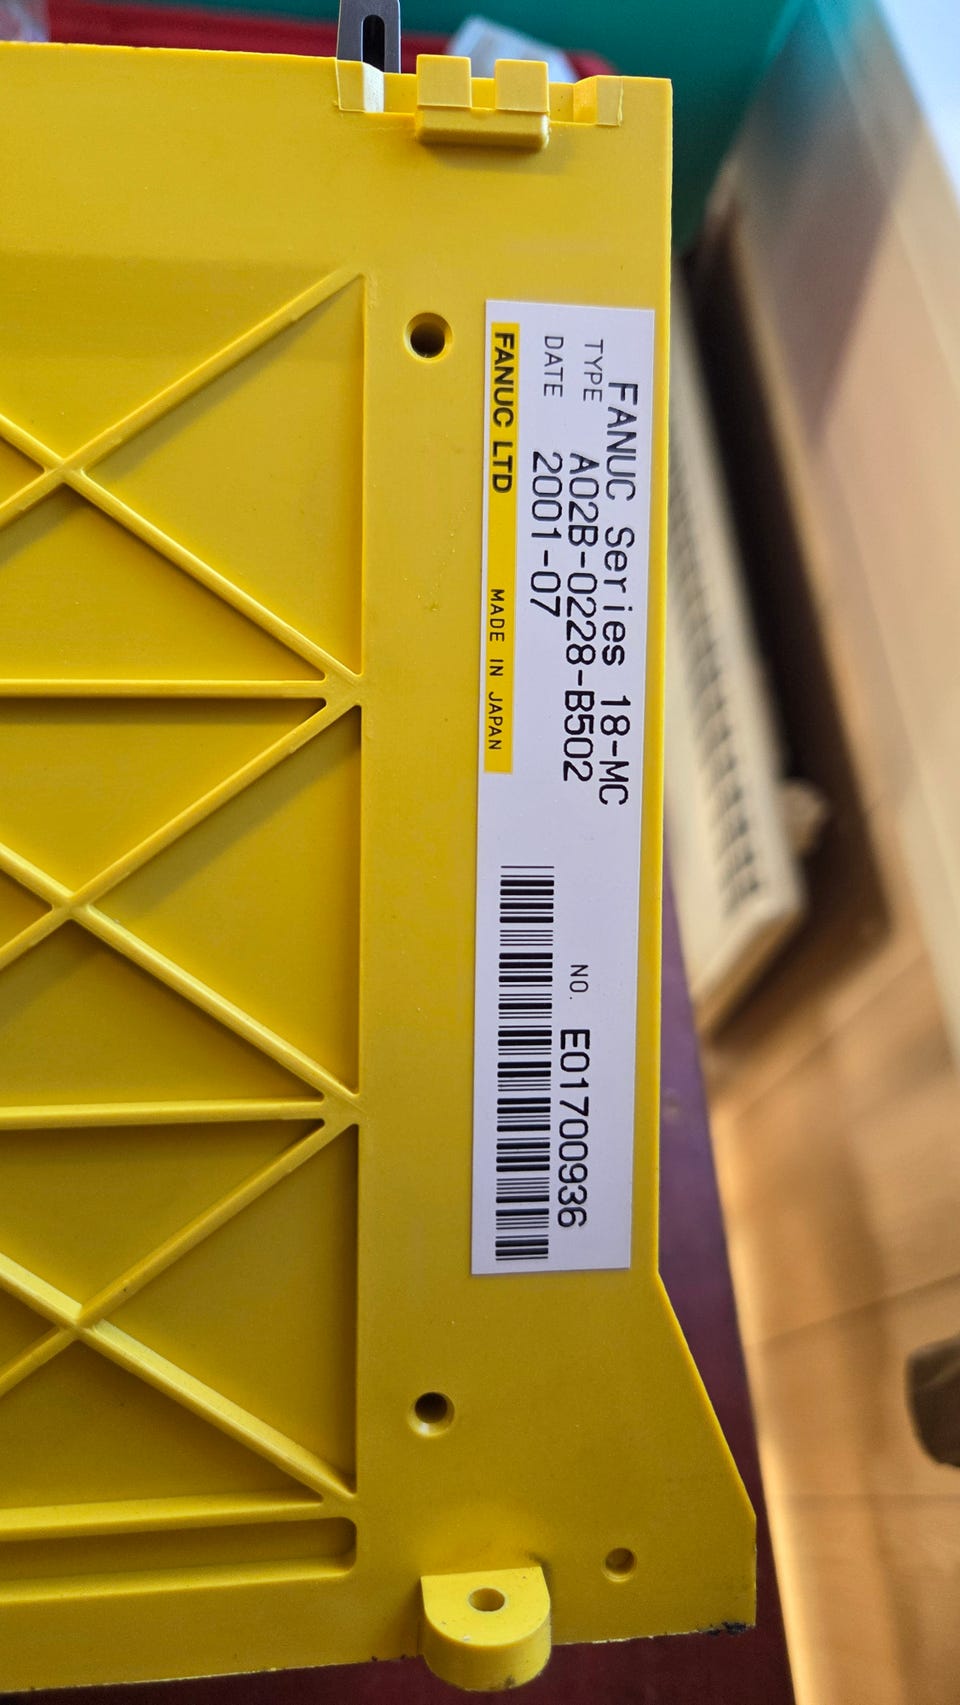 FANUC Series 18-MC
TYPE A02B-0228-B502
DATE 2001-07
FANUC LTD MADE IN JAPAN
NO. E01700936